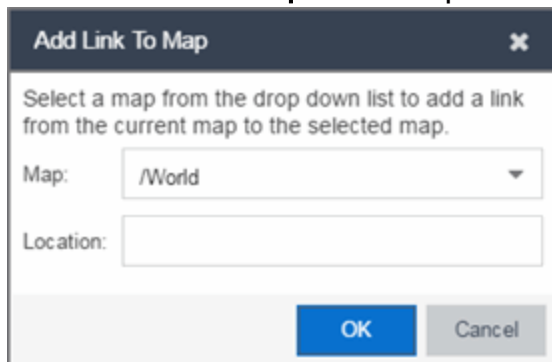 Add Link To Map
Select a map from the drop down list to add a link
from the current map to the selected map.
Map: /World
Location:
OK Cancel